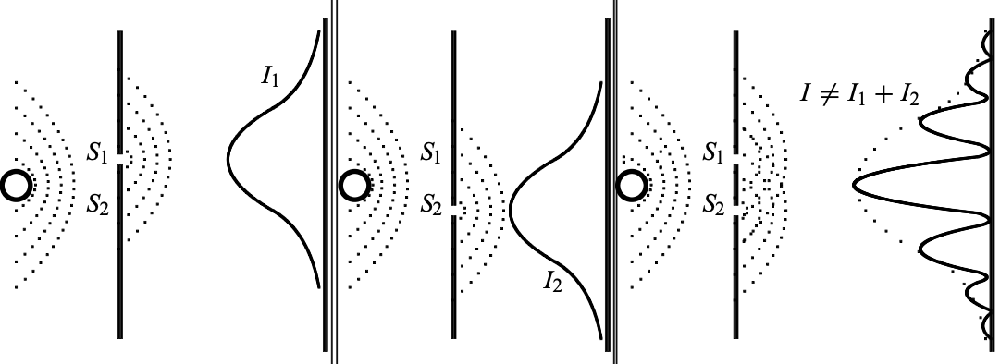 I₁
S₁
S₂
S₁
S₂
I₂
S₁
S₂
I ≠ I₁ + I₂